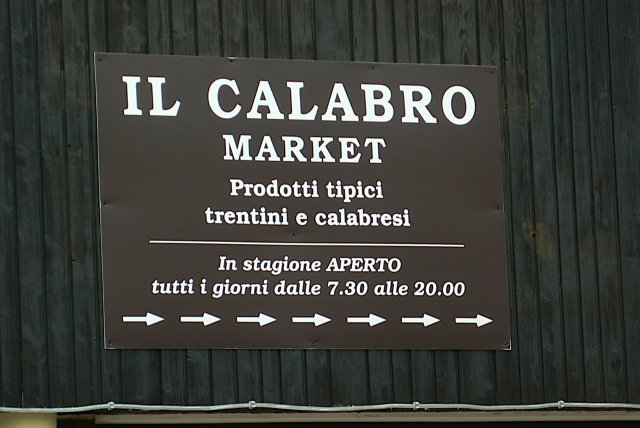 IL CALABRO
MARKET
Prodotti tipici
trentini e calabresi
In stagione APERTO
tutti i giorni dalle 7.30 alle 20.00